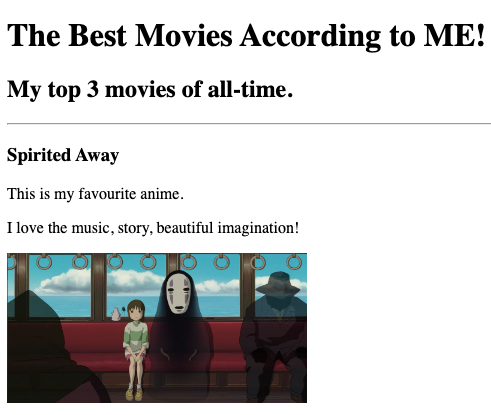 The Best Movies According to ME!
My top 3 movies of all-time.
Spirited Away
This is my favourite anime.
I love the music, story, beautiful imagination!